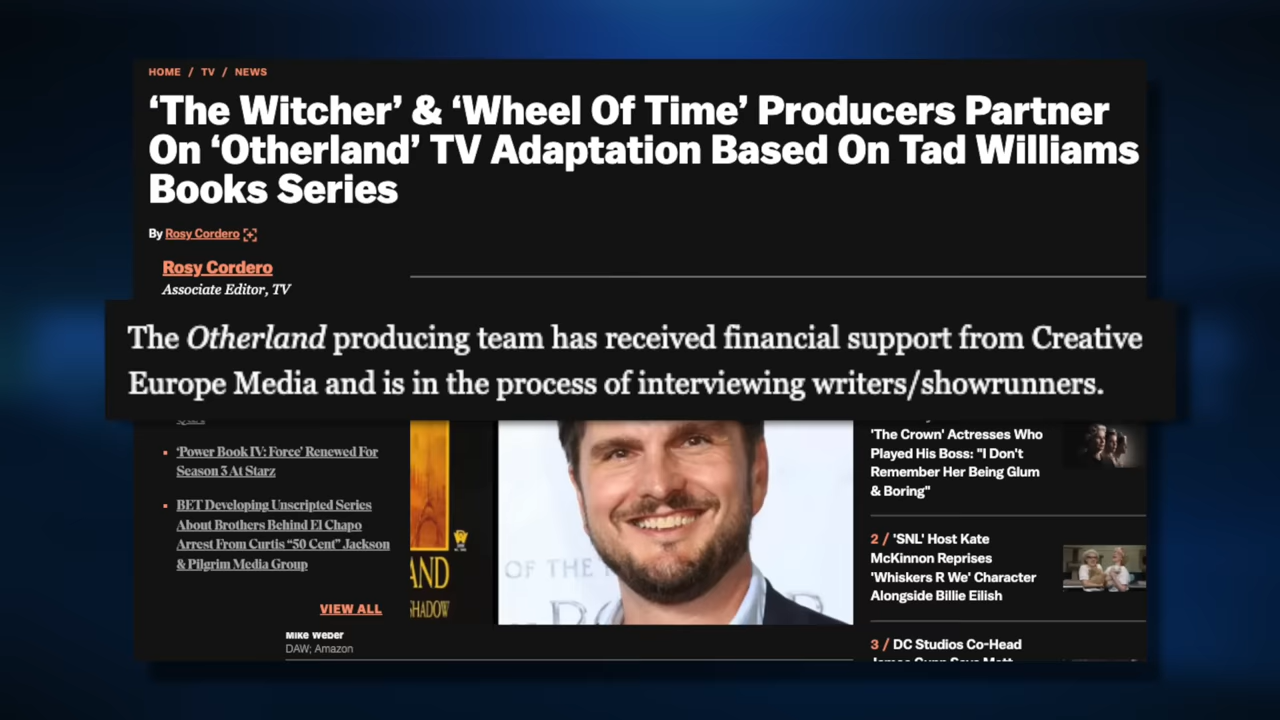 HOME / TV / NEWS
‘The Witcher’ & ‘Wheel Of Time’ Producers Partner
On ‘Otherland’ TV Adaptation Based On Tad Williams
Books Series
By Rosy Cordero
Rosy Cordero
Associate Editor, TV
The Otherland producing team has received financial support from Creative
Europe Media and is in the process of interviewing writers/showrunners.
‘Power Book IV: Force’ Renewed For
Season 3 At Starz
BET Developing Unscripted Series
About Brothers Behind El Chapo
Arrest From Curtis “50 Cent” Jackson
& Pilgrim Media Group
VIEW ALL
AND
SHADOW
OF THE
Mike Weber
DAW; Amazon
'The Crown' Actresses Who
Played His Boss: "I Don't
Remember Her Being Glum
& Boring"
2 / 'SNL' Host Kate
McKinnon Reprises
'Whiskers R We' Character
Alongside Billie Eilish
3 / DC Studios Co-Head